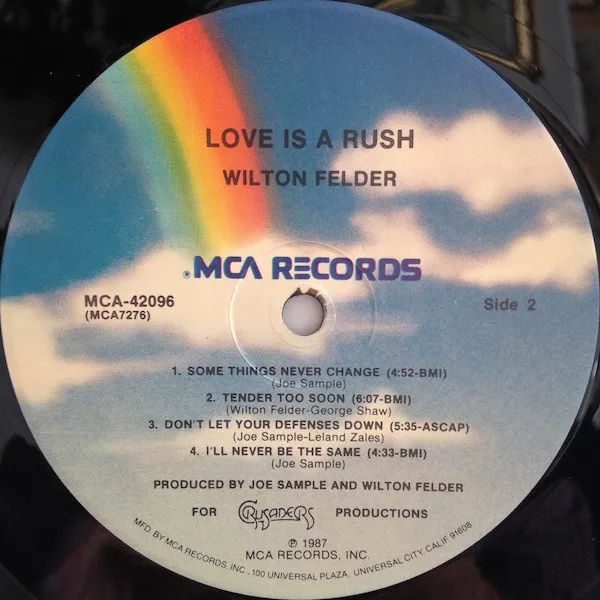 LOVE IS A RUSH
WILTON FELDER
® MCA RECORDS
MCA-42096
(MCA7276)
Side 2
1. SOME THINGS NEVER CHANGE (4:52-BMI)
(Joe Sample)
2. TENDER TOO SOON (6:07-BMI)
(Wilton Felder-George Shaw)
3. DON'T LET YOUR DEFENSES DOWN (5:35-ASCAP)
(Joe Sample-Leland Zales)
4. I'LL NEVER BE THE SAME (4:33-BMI)
(Joe Sample)
PRODUCED BY JOE SAMPLE AND WILTON FELDER
FOR CRUSADERS PRODUCTIONS
℗ 1987
MCA RECORDS, INC.
MFD. BY MCA RECORDS, INC., 100 UNIVERSAL PLAZA, UNIVERSAL CITY, CALIF. 91608